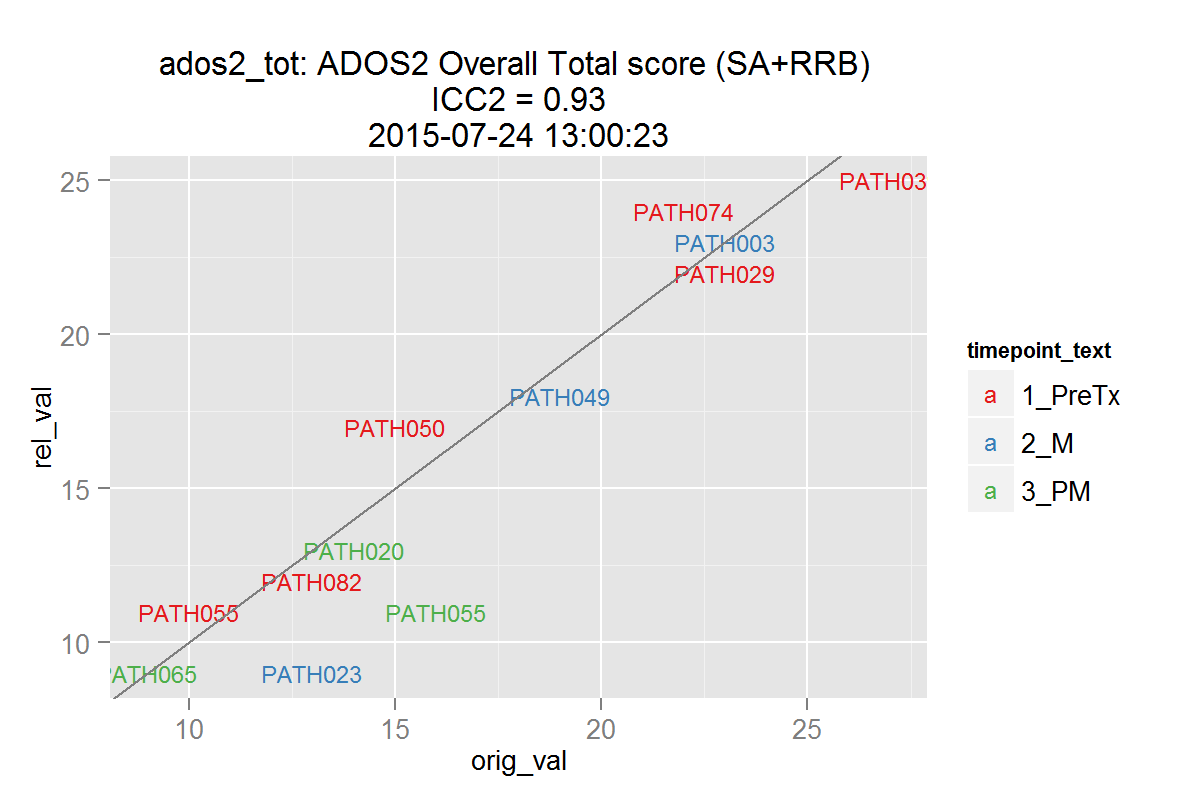 ados2_tot: ADOS2 Overall Total score (SA+RRB)
ICC2 = 0.93
2015-07-24 13:00:23
25
PATH03
PATH074
PATH003
PATH029
20
PATH049
PATH050
15
PATH020
PATH082
PATH055
PATH055
10
PATH065
PATH023
10
15
20
25
rel_val
orig_val
timepoint_text
a 1_PreTx
a 2_M
a 3_PM